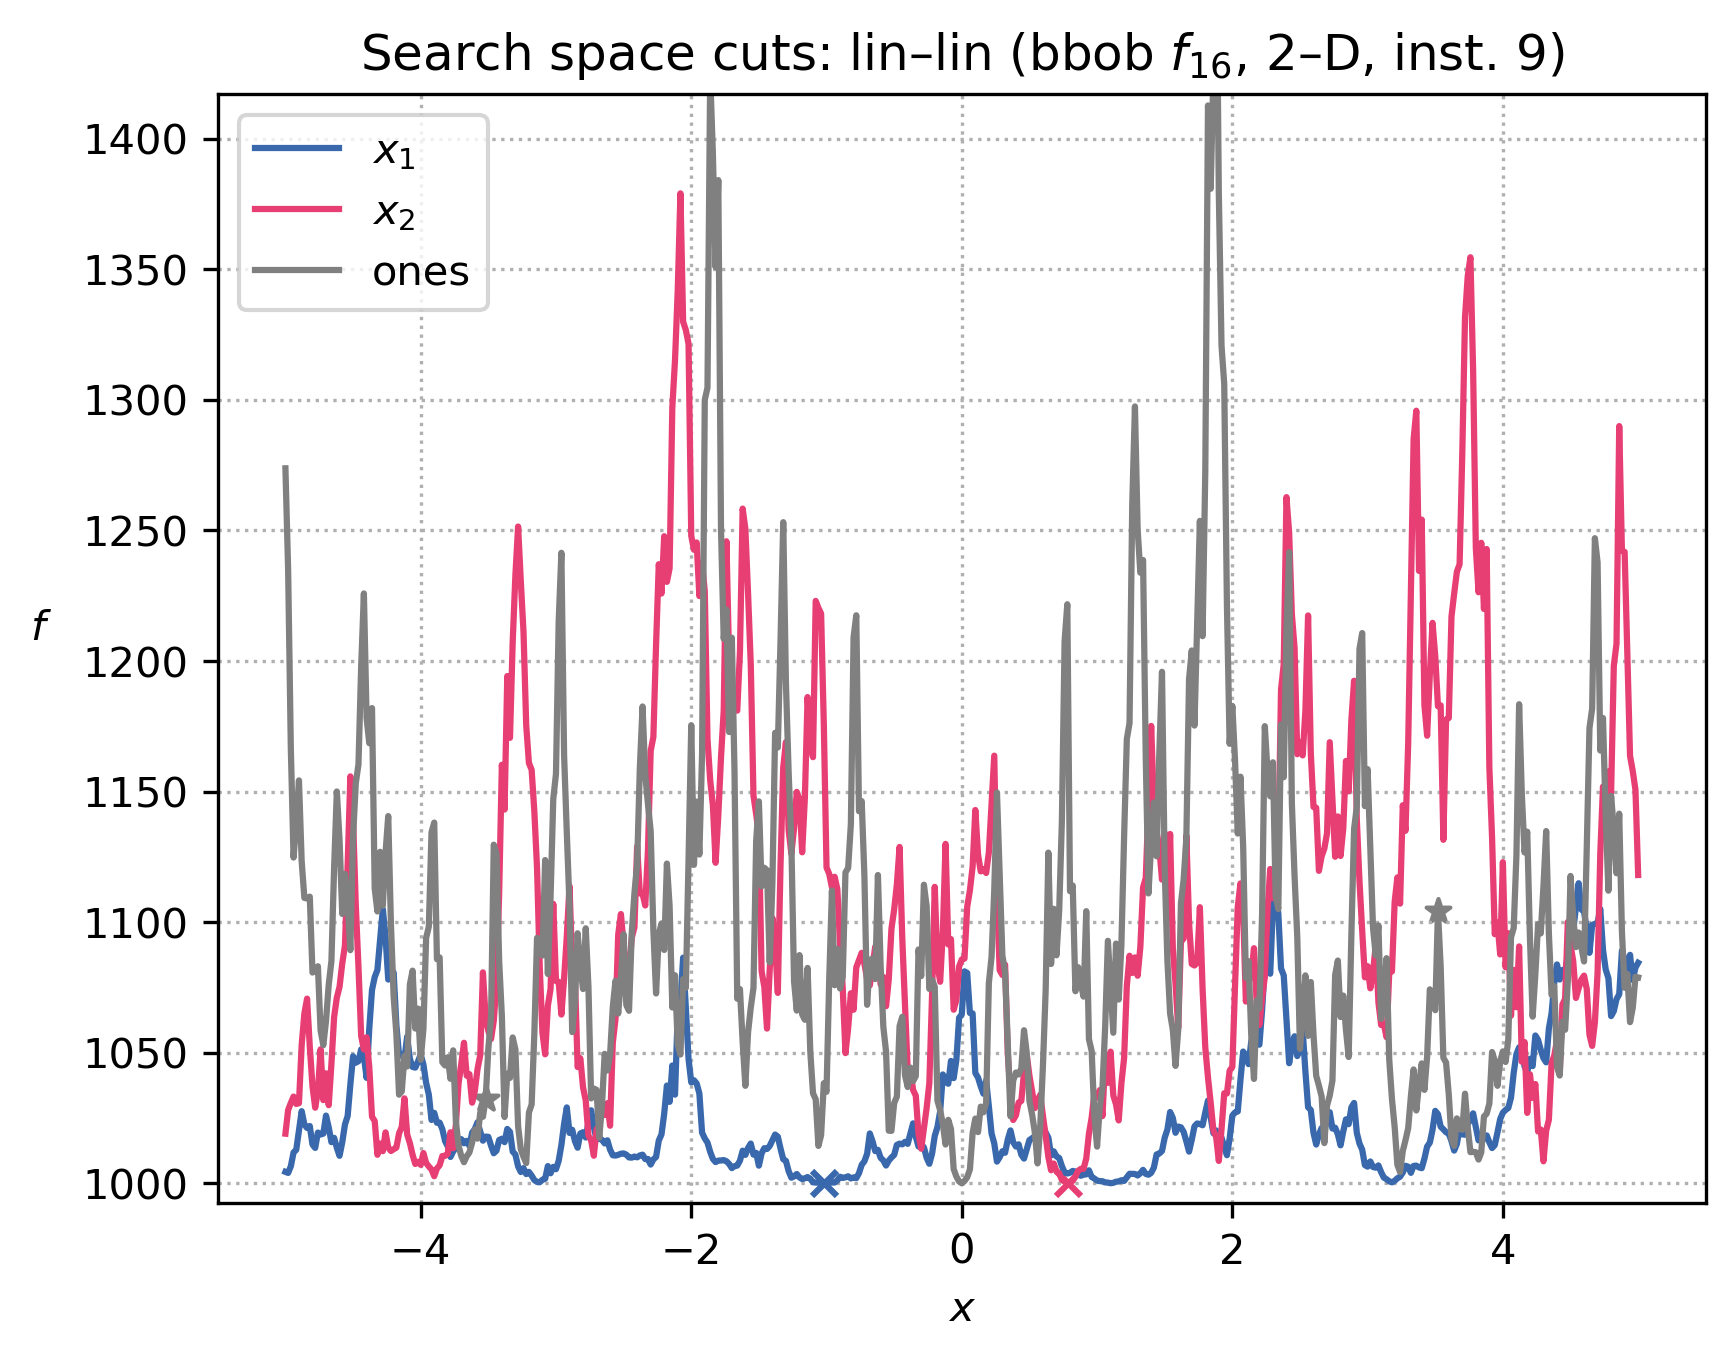 Search space cuts: lin–lin (bbob f₁₆, 2–D, inst. 9)
x₁
x₂
ones
1400
1350
1300
1250
1200
1150
1100
1050
1000
f
−4
−2
0
2
4
x